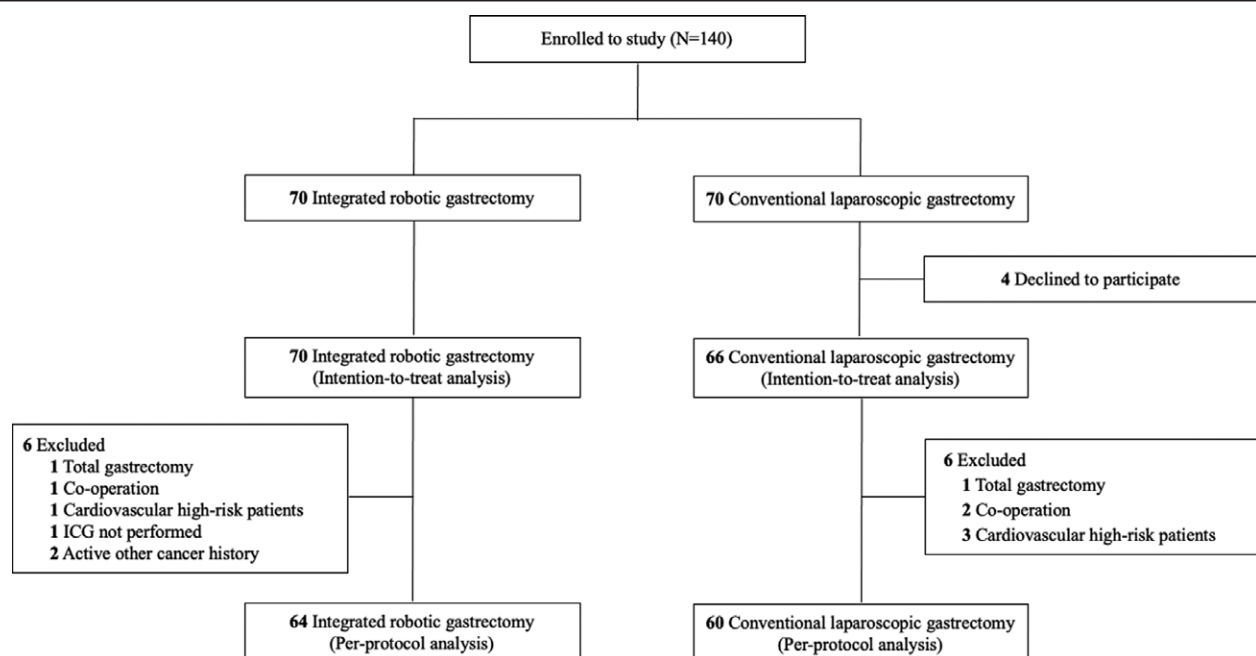 Enrolled to study (N=140)
70 Integrated robotic gastrectomy
70 Conventional laparoscopic gastrectomy
4 Declined to participate
70 Integrated robotic gastrectomy
(Intention-to-treat analysis)
66 Conventional laparoscopic gastrectomy
(Intention-to-treat analysis)
6 Excluded
1 Total gastrectomy
1 Co-operation
1 Cardiovascular high-risk patients
1 ICG not performed
2 Active other cancer history
6 Excluded
1 Total gastrectomy
2 Co-operation
3 Cardiovascular high-risk patients
64 Integrated robotic gastrectomy
(Per-protocol analysis)
60 Conventional laparoscopic gastrectomy
(Per-protocol analysis)